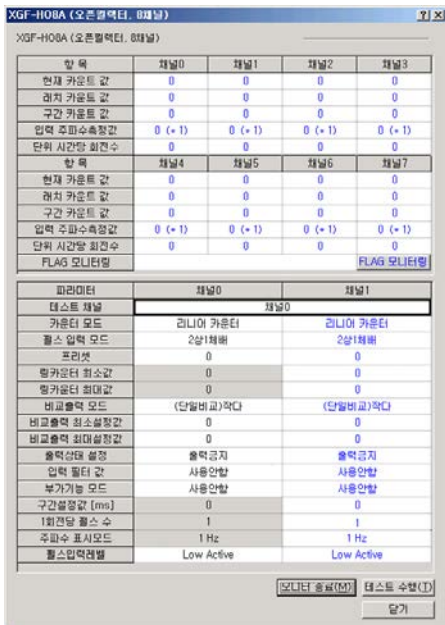 XGF-HO8A (오픈컬렉터, 8채널)
XGF-HO8A (오픈컬렉터, 8채널)
항 목 채널0 채널1 채널2 채널3
현재 카운트 값 0 0 0 0
래치 카운트 값 0 0 0 0
구간 카운트 값 0 0 0 0
입력 주파수측정값 0 (* 1) 0 (* 1) 0 (* 1) 0 (* 1)
단위 시간당 회전수 0 0 0 0
항 목 채널4 채널5 채널6 채널7
현재 카운트 값 0 0 0 0
래치 카운트 값 0 0 0 0
구간 카운트 값 0 0 0 0
입력 주파수측정값 0 (* 1) 0 (* 1) 0 (* 1) 0 (* 1)
단위 시간당 회전수 0 0 0 0
FLAG 모니터링 FLAG 모니터링
파라미터 채널0 채널1
테스트 채널 채널0
카운터 모드 리니어 카운터 리니어 카운터
펄스 입력 모드 2상1체배 2상1체배
프리셋 0 0
링카운터 최소값 0 0
링카운터 최대값 0 0
비교출력 모드 (단일비교)작다 (단일비교)작다
비교출력 최소설정값 0 0
비교출력 최대설정값 0 0
출력상태 설정 출력금지 출력금지
입력 필터 값 사용안함 사용안함
부가기능 모드 사용안함 사용안함
구간설정값 [ms] 0 0
1회전당 펄스 수 1 1
주파수 표시모드 1 Hz 1 Hz
펄스입력레벨 Low Active Low Active
모니터 종료(M) 테스트 수행(T)
닫기